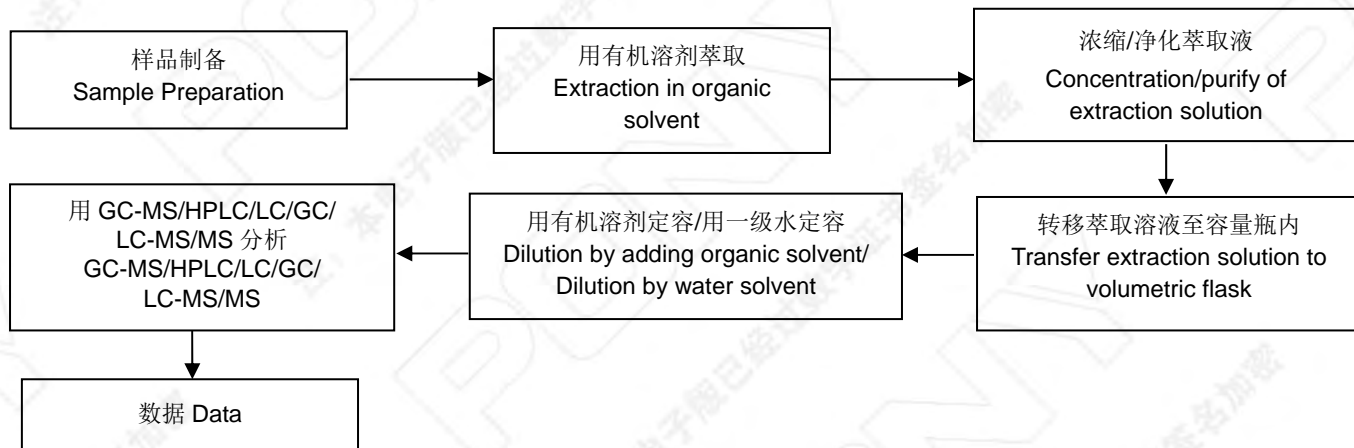 样品制备
Sample Preparation
用有机溶剂萃取
Extraction in organic
solvent
浓缩/净化萃取液
Concentration/purify of
extraction solution
转移萃取溶液至容量瓶内
Transfer extraction solution to
volumetric flask
用有机溶剂定容/用一级水定容
Dilution by adding organic solvent/
Dilution by water solvent
用 GC-MS/HPLC/LC/GC/
LC-MS/MS 分析
GC-MS/HPLC/LC/GC/
LC-MS/MS
数据 Data